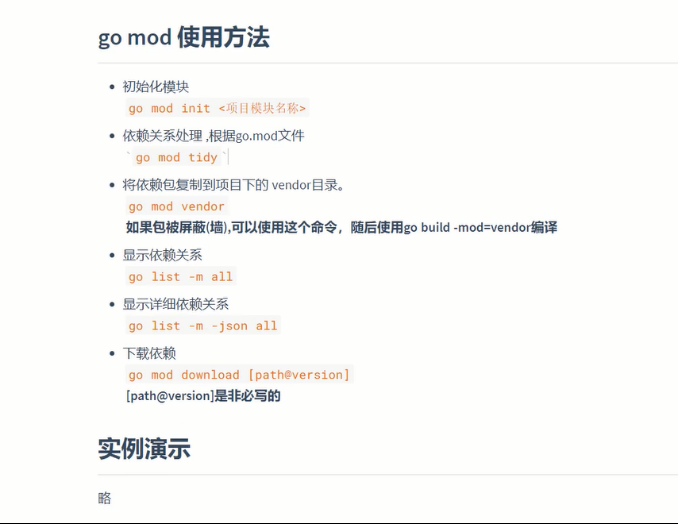 go mod 使用方法
初始化模块
go mod init <项目模块名称>
依赖关系处理 ,根据go.mod文件
`go mod tidy`
将依赖包复制到项目下的 vendor目录。
go mod vendor
如果包被屏蔽(墙),可以使用这个命令，随后使用go build -mod=vendor编译
显示依赖关系
go list -m all
显示详细依赖关系
go list -m -json all
下载依赖
go mod download [path@version]
[path@version]是非必写的
实例演示
略